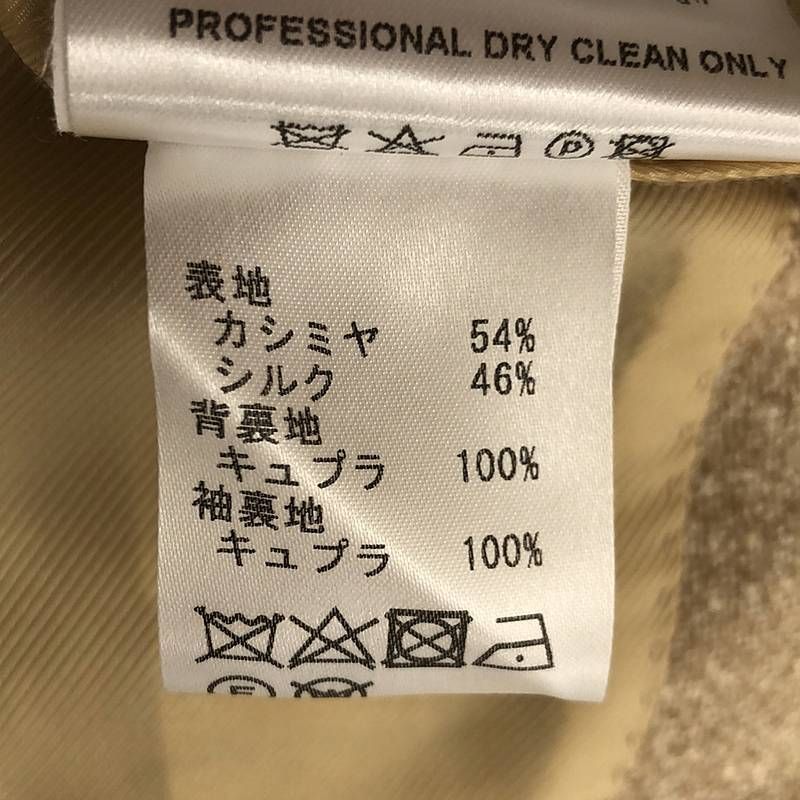 PROFESSIONAL DRY CLEAN ONLY
P
表地
カシミヤ 54%
シルク 46%
背裏地
キュプラ 100%
袖裏地
キュプラ 100%